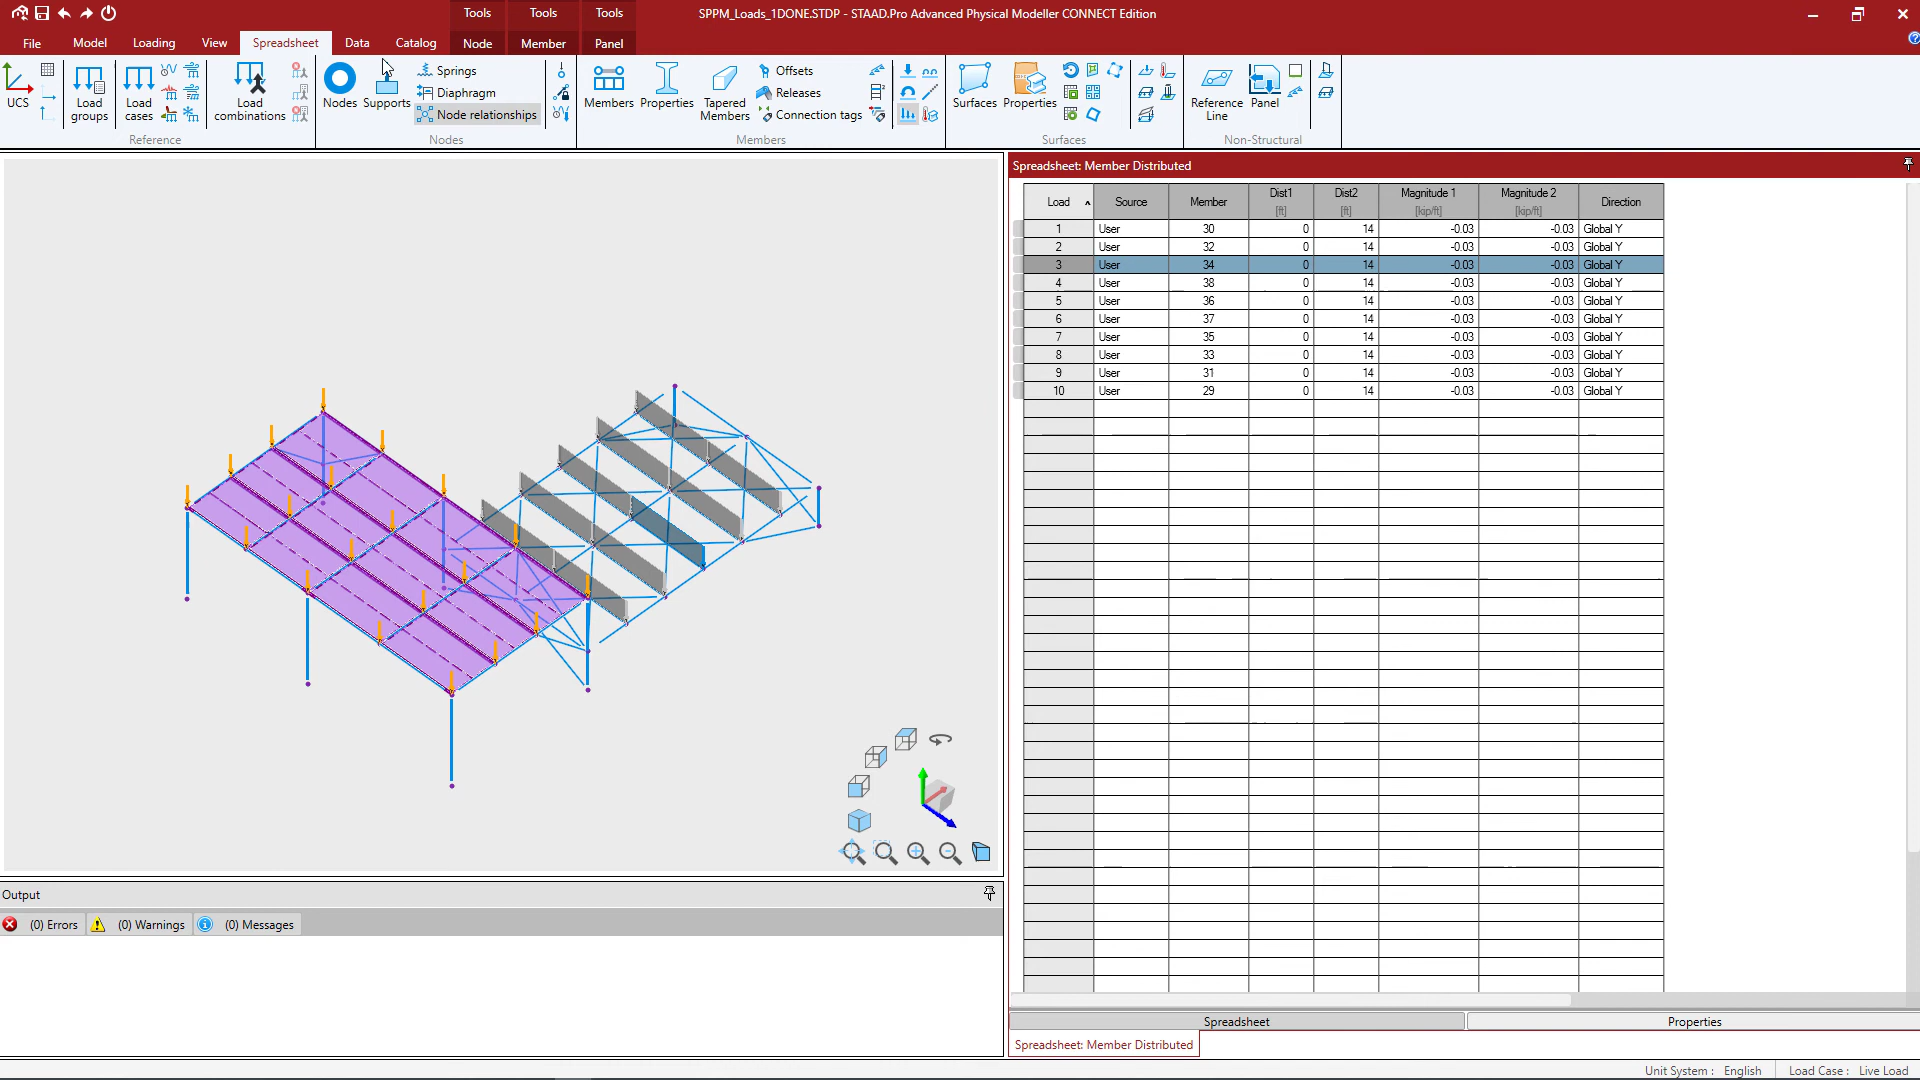 SPPM_Loads_1DONE.STDP - STAAD.Pro Advanced Physical Modeller CONNECT Edition
Tools Tools Tools
File Model Loading View Spreadsheet Data Catalog Node Member Panel
UCS
Load groups
Load cases
Load combinations
Reference
Nodes
Supports
Springs
Diaphragm
Node relationships
Nodes
Members
Properties
Tapered Members
Offsets
Releases
Connection tags
Members
Surfaces
Properties
Surfaces
Reference Line
Panel
Non-Structural
Spreadsheet: Member Distributed
Load Source Member Dist1 [ft] Dist2 [ft] Magnitude 1 [kip/ft] Magnitude 2 [kip/ft] Direction
1 User 30 0 14 -0.03 -0.03 Global Y
2 User 32 0 14 -0.03 -0.03 Global Y
3 User 34 0 14 -0.03 -0.03 Global Y
4 User 38 0 14 -0.03 -0.03 Global Y
5 User 36 0 14 -0.03 -0.03 Global Y
6 User 37 0 14 -0.03 -0.03 Global Y
7 User 35 0 14 -0.03 -0.03 Global Y
8 User 33 0 14 -0.03 -0.03 Global Y
9 User 31 0 14 -0.03 -0.03 Global Y
10 User 29 0 14 -0.03 -0.03 Global Y
Output
(0) Errors (0) Warnings (0) Messages
Spreadsheet Properties
Spreadsheet: Member Distributed
Unit System : English Load Case : Live Load